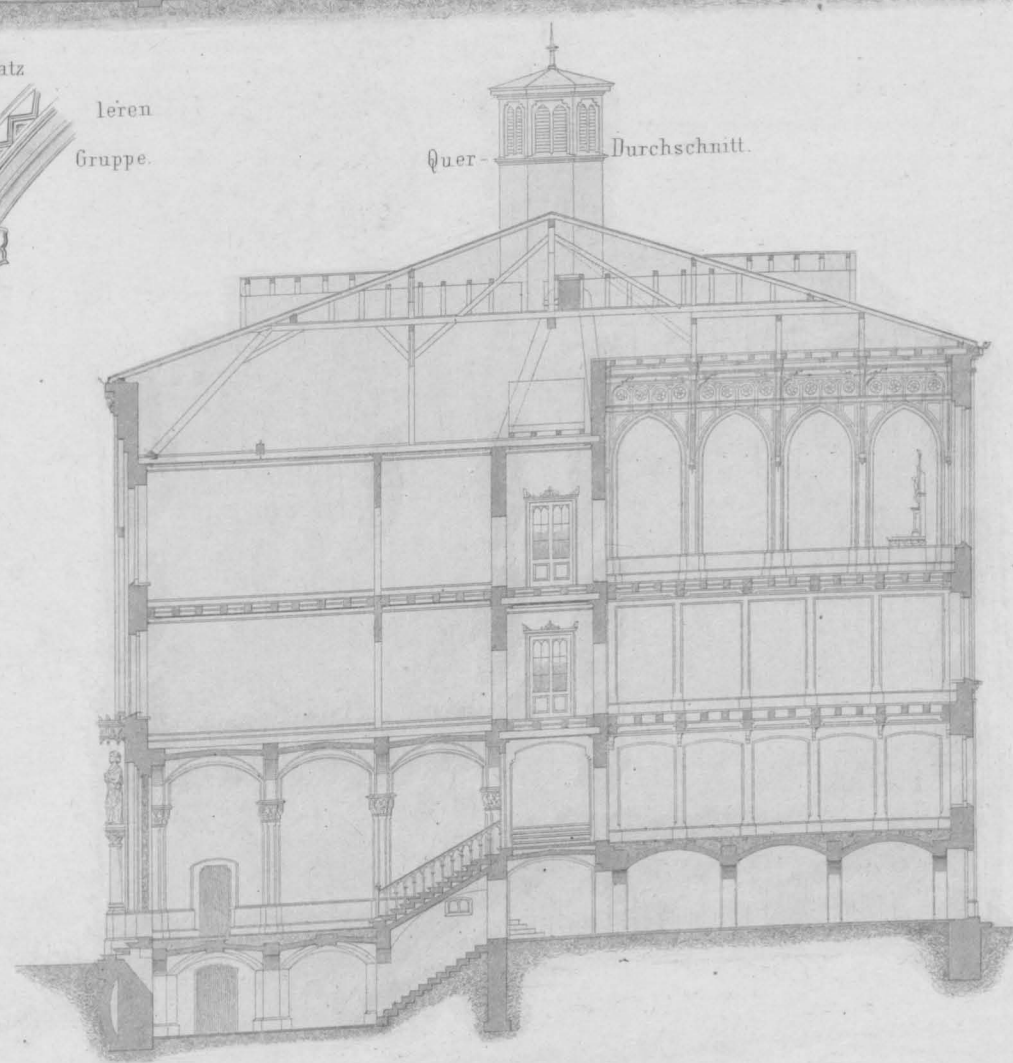 atz
leren
Gruppe.
Quer- Durchschnitt.